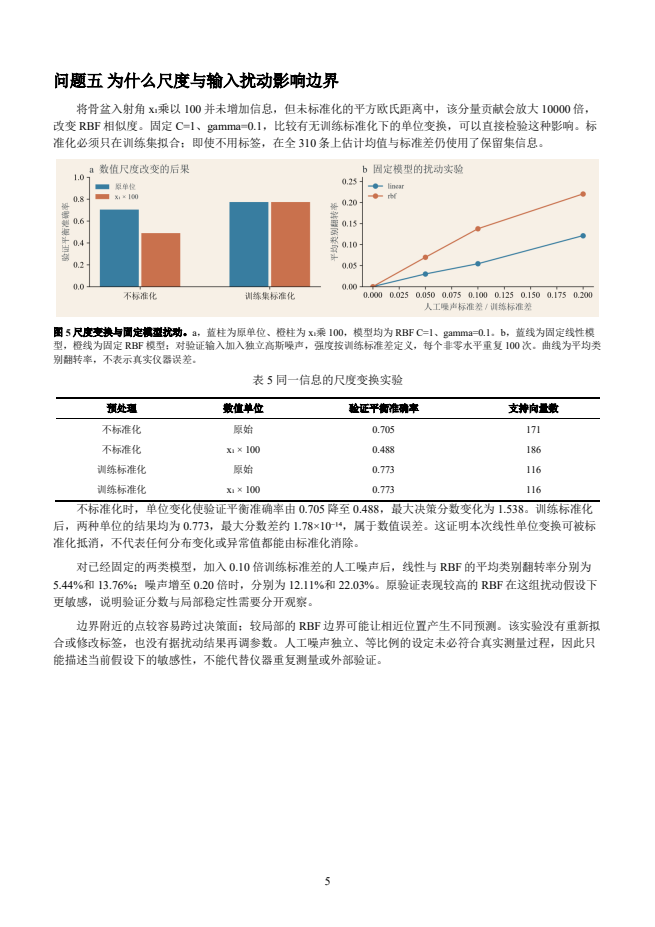 问题五 为什么尺度与输入扰动影响边界
将骨盆入射角 x₁乘以 100 并未增加信息，但未标准化的平方欧氏距离中，该分量贡献会放大 10000 倍，
改变 RBF 相似度。固定 C=1、gamma=0.1，比较有无训练标准化下的单位变换，可以直接检验这种影响。标
准化必须只在训练集拟合；即使不用标签，在全 310 条上估计均值与标准差仍使用了保留集信息。
a 数值尺度改变的后果
验证平衡准确率
1.0
0.8
0.6
0.4
0.2
0.0
原单位
x₁ × 100
不标准化
训练集标准化
b 固定模型的扰动实验
平均类别翻转率
0.25
0.20
0.15
0.10
0.05
0.00
linear
rbf
0.000 0.025 0.050 0.075 0.100 0.125 0.150 0.175 0.200
人工噪声标准差 / 训练标准差
图 5 尺度变换与固定模型扰动。a，蓝柱为原单位、橙柱为 x₁乘 100，模型均为 RBF C=1、gamma=0.1。b，蓝线为固定线性模
型，橙线为固定 RBF 模型；对验证输入加入独立高斯噪声，强度按训练标准差定义，每个非零水平重复 100 次。曲线为平均类
别翻转率，不表示真实仪器误差。
表 5 同一信息的尺度变换实验
预处理 数值单位 验证平衡准确率 支持向量数
不标准化 原始 0.705 171
不标准化 x₁ × 100 0.488 186
训练标准化 原始 0.773 116
训练标准化 x₁ × 100 0.773 116
不标准化时，单位变化使验证平衡准确率由 0.705 降至 0.488，最大决策分数变化为 1.538。训练标准化
后，两种单位的结果均为 0.773，最大分数差约 1.78×10⁻¹⁴，属于数值误差。这证明本次线性单位变换可被标
准化抵消，不代表任何分布变化或异常值都能由标准化消除。
对已经固定的两类模型，加入 0.10 倍训练标准差的人工噪声后，线性与 RBF 的平均类别翻转率分别为
5.44%和 13.76%；噪声增至 0.20 倍时，分别为 12.11%和 22.03%。原验证表现较高的 RBF 在这组扰动假设下
更敏感，说明验证分数与局部稳定性需要分开观察。
边界附近的点较容易跨过决策面；较局部的 RBF 边界可能让相近位置产生不同预测。该实验没有重新拟
合或修改标签，也没有据扰动结果再调参数。人工噪声独立、等比例的设定未必符合真实测量过程，因此只
能描述当前假设下的敏感性，不能代替仪器重复测量或外部验证。
5